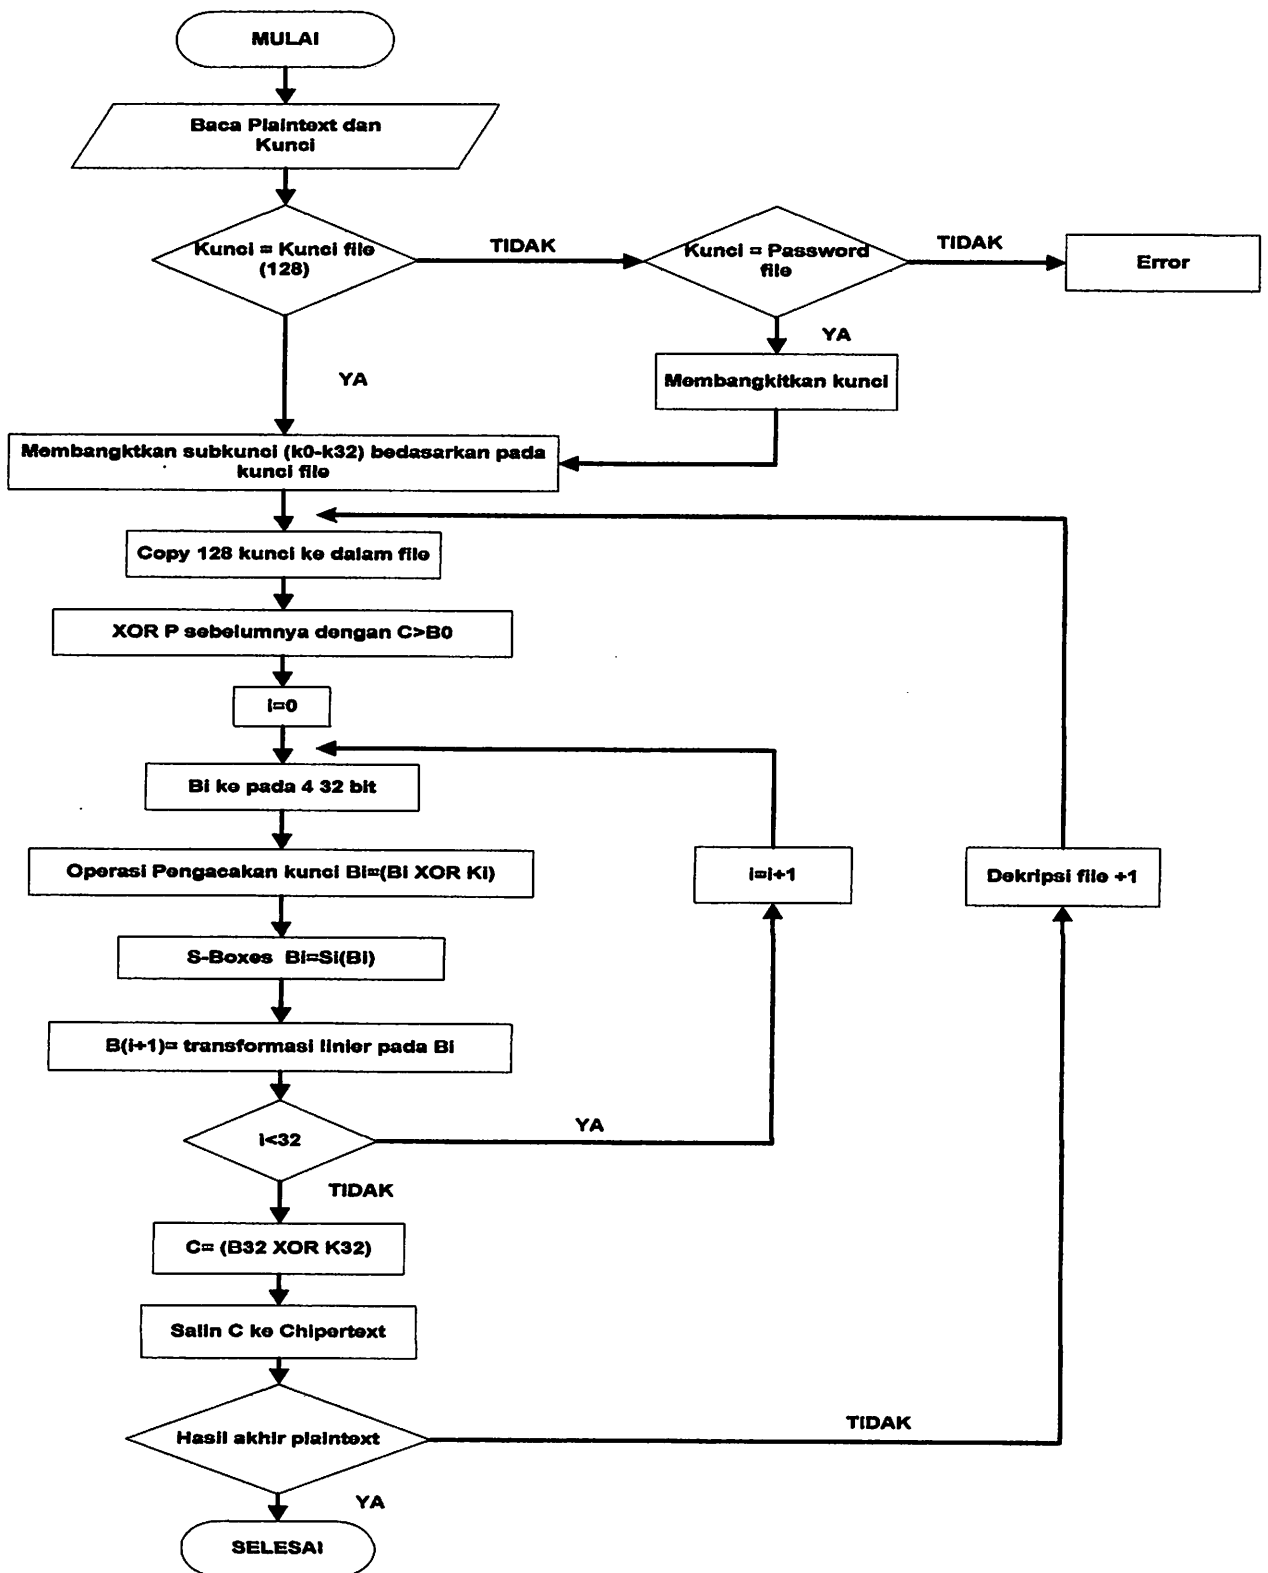 MULAI
Baca Plaintext dan
Kunci
Kunci = Kunci file
(128)
TIDAK
Kunci = Password
file
TIDAK
Error
YA
YA
Membangkitkan kunci
Membangktkan subkunci (k0-k32) bedasarkan pada
kunci file
Copy 128 kunci ke dalam file
XOR P sebelumnya dengan C>B0
i=0
Bi ke pada 4 32 bit
Operasi Pengacakan kunci Bi=(Bi XOR Ki)
i=i+1
Dekripsi file +1
S-Boxes Bi=Si(Bi)
B(i+1)= transformasi linier pada Bi
i<32
YA
TIDAK
C= (B32 XOR K32)
Salin C ke Chipertext
Hasil akhir plaintext
TIDAK
YA
SELESAI